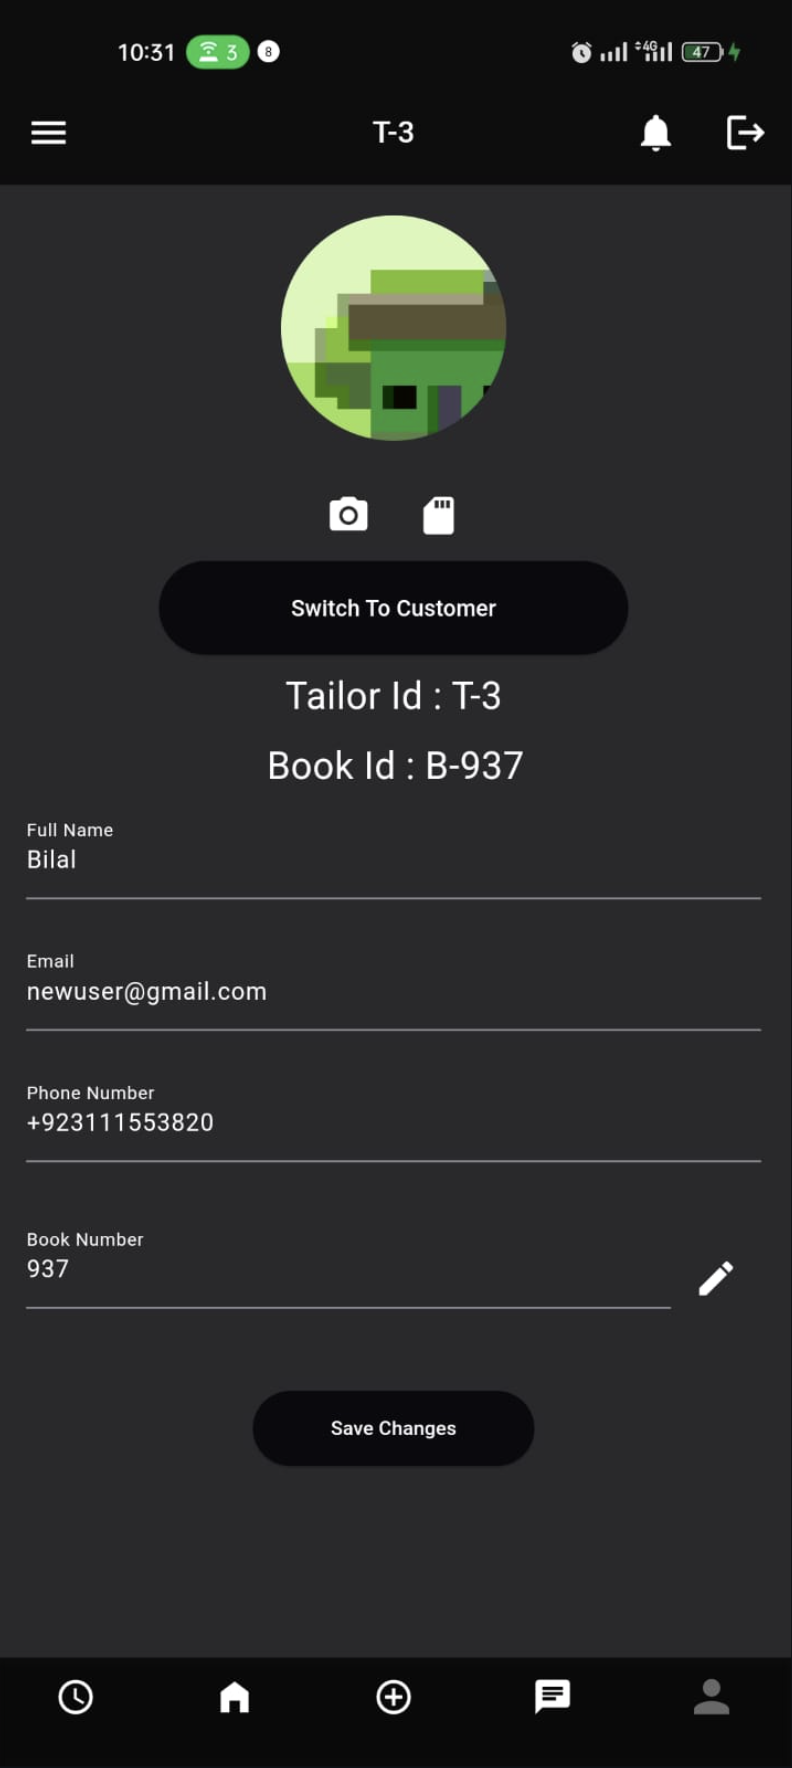 10:31 3 8 4G 47
T-3
Switch To Customer
Tailor Id : T-3
Book Id : B-937
Full Name
Bilal
Email
newuser@gmail.com
Phone Number
+923111553820
Book Number
937
Save Changes